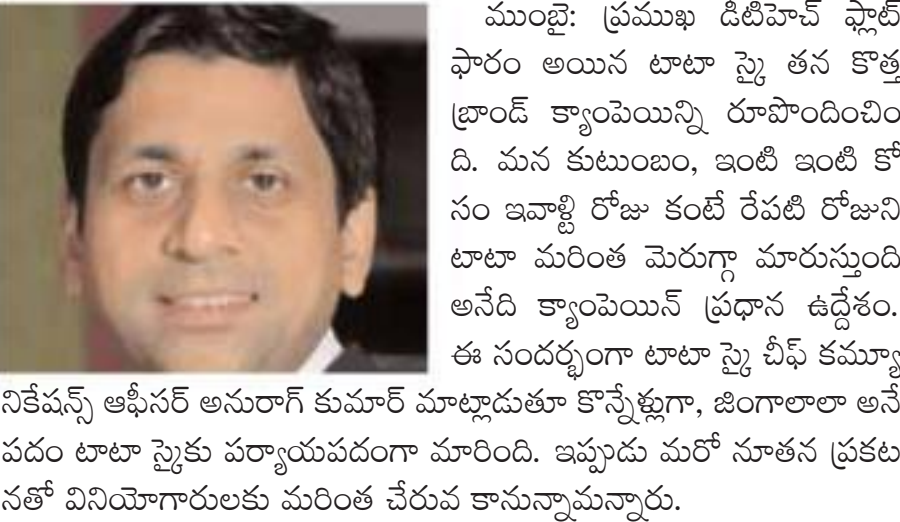 ముంబై: ప్రముఖ డిటిహెచ్ ఫ్లాట్
ఫారం అయిన టాటా స్కై తన కొత్త
బ్రాండ్ క్యాంపెయిన్ని రూపొందించిం
ది. మన కుటుంబం, ఇంటి ఇంటి కో
సం ఇవాళ్టి రోజు కంటే రేపటి రోజుని
టాటా మరింత మెరుగ్గా మారుస్తుంది
అనేది క్యాంపెయిన్ ప్రధాన ఉద్దేశం.
ఈ సందర్భంగా టాటా స్కై చీఫ్ కమ్యూ
నికేషన్స్ ఆఫీసర్ అనురాగ్ కుమార్ మాట్లాడుతూ కొన్నేళ్లుగా, జింగాలాలా అనే
పదం టాటా స్కైకు పర్యాయపదంగా మారింది. ఇప్పుడు మరో నూతన ప్రకట
నతో వినియోగారులకు మరింత చేరువ కానున్నామన్నారు.